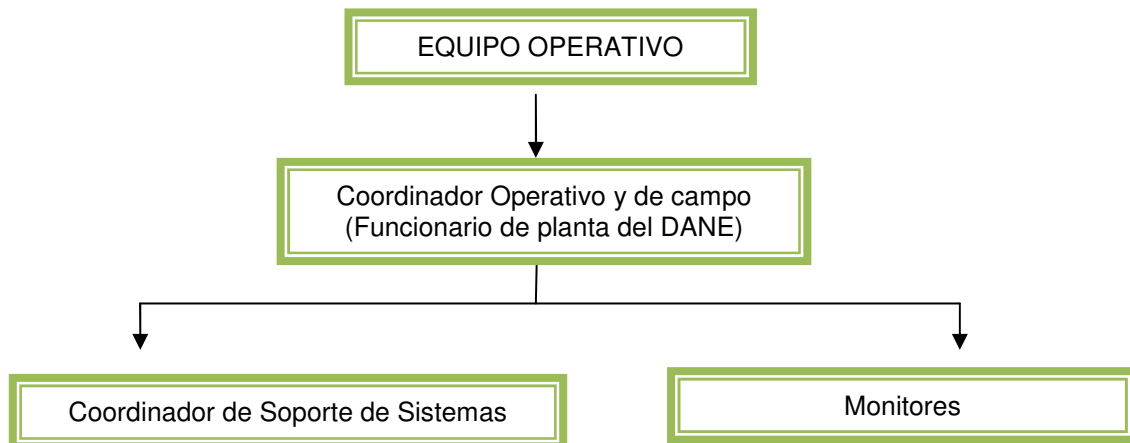 EQUIPO OPERATIVO
Coordinador Operativo y de campo
(Funcionario de planta del DANE)
Coordinador de Soporte de Sistemas
Monitores